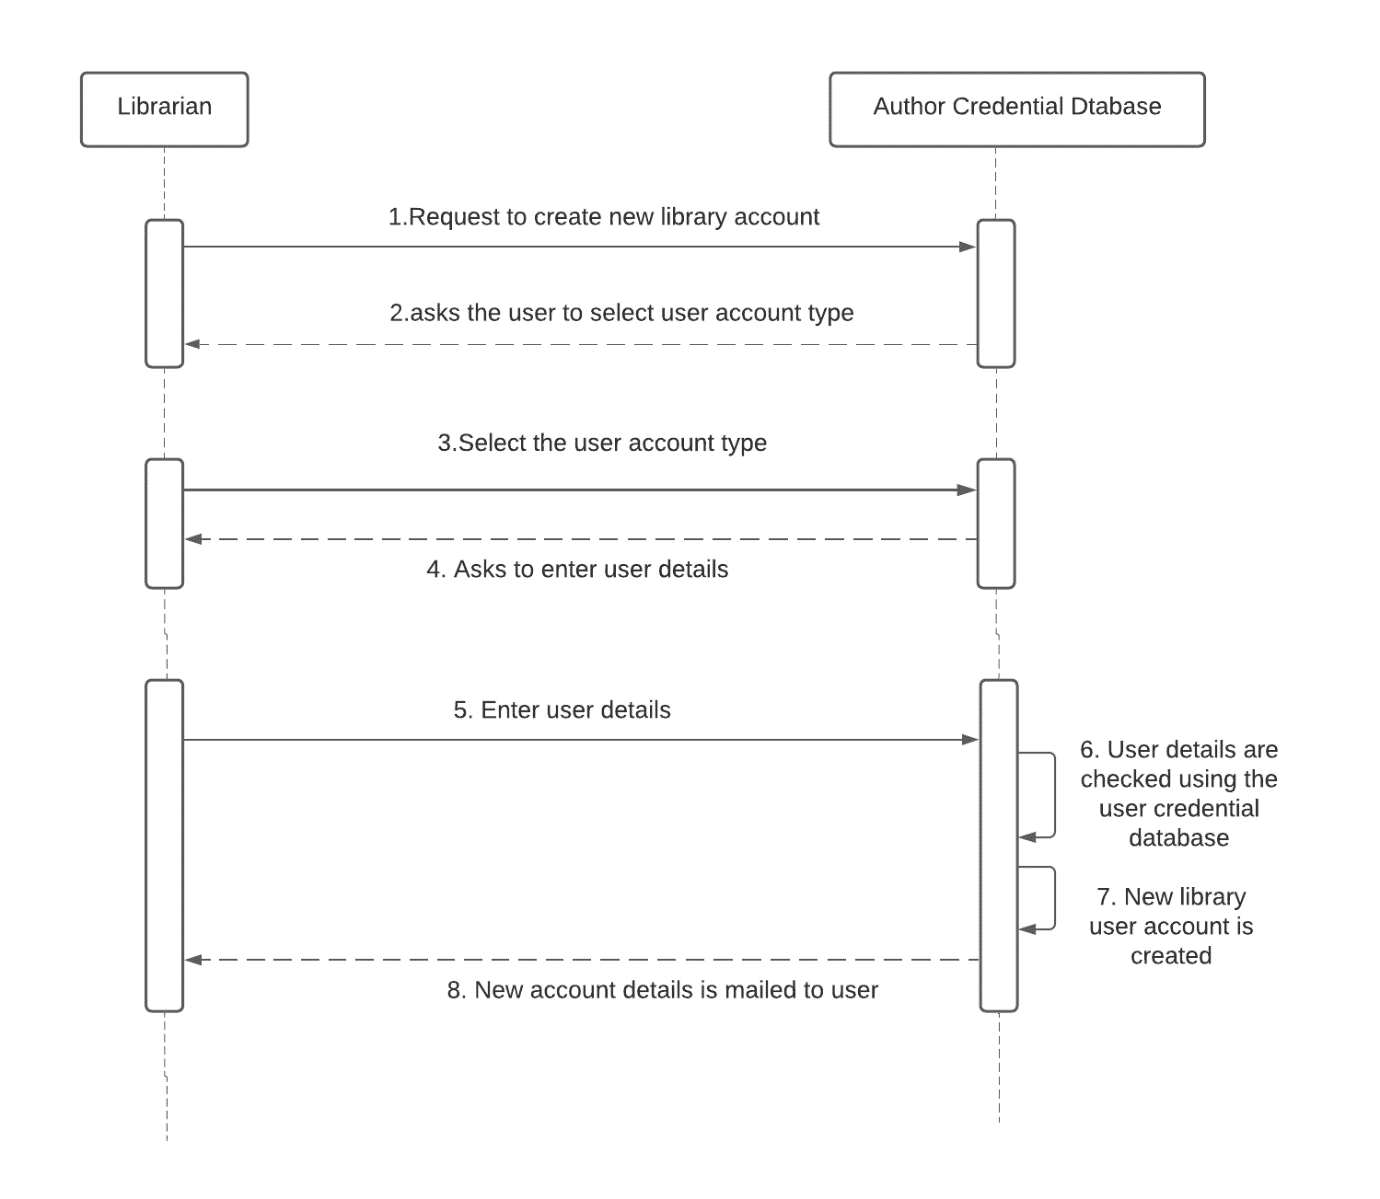 Librarian
Author Credential Dtabase
1.Request to create new library account
2.asks the user to select user account type
3.Select the user account type
4. Asks to enter user details
5. Enter user details
6. User details are
checked using the
user credential
database
7. New library
user account is
created
8. New account details is mailed to user